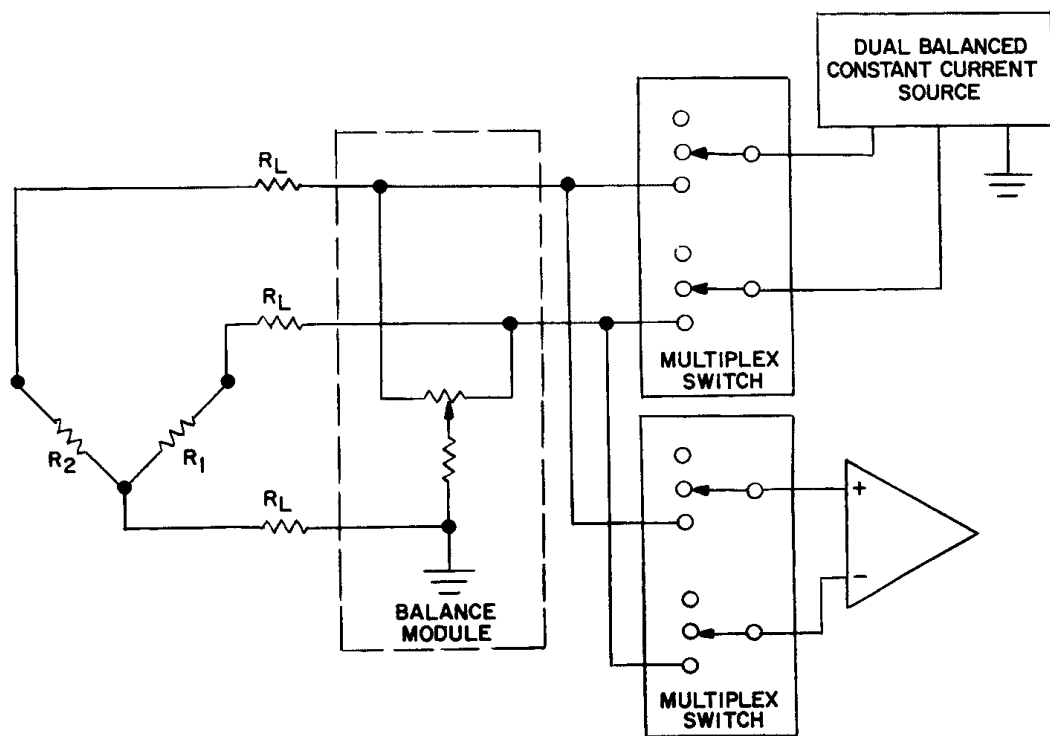 DUAL BALANCED
CONSTANT CURRENT
SOURCE
RL
RL
MULTIPLEX
SWITCH
R2
R1
RL
+
−
BALANCE
MODULE
MULTIPLEX
SWITCH